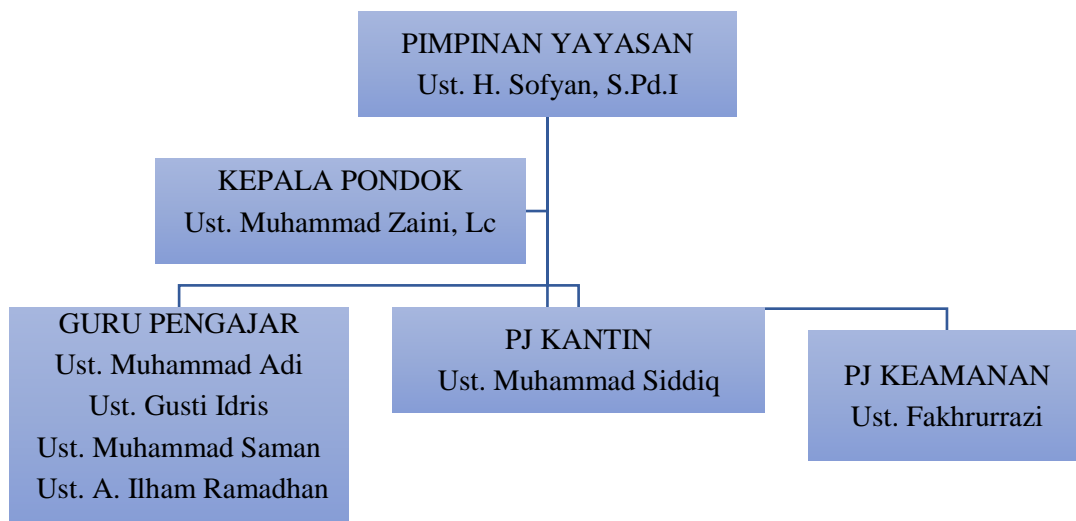 PIMPINAN YAYASAN
Ust. H. Sofyan, S.Pd.I
KEPALA PONDOK
Ust. Muhammad Zaini, Lc
GURU PENGAJAR
Ust. Muhammad Adi
Ust. Gusti Idris
Ust. Muhammad Saman
Ust. A. Ilham Ramadhan
PJ KANTIN
Ust. Muhammad Siddiq
PJ KEAMANAN
Ust. Fakhrurrazi